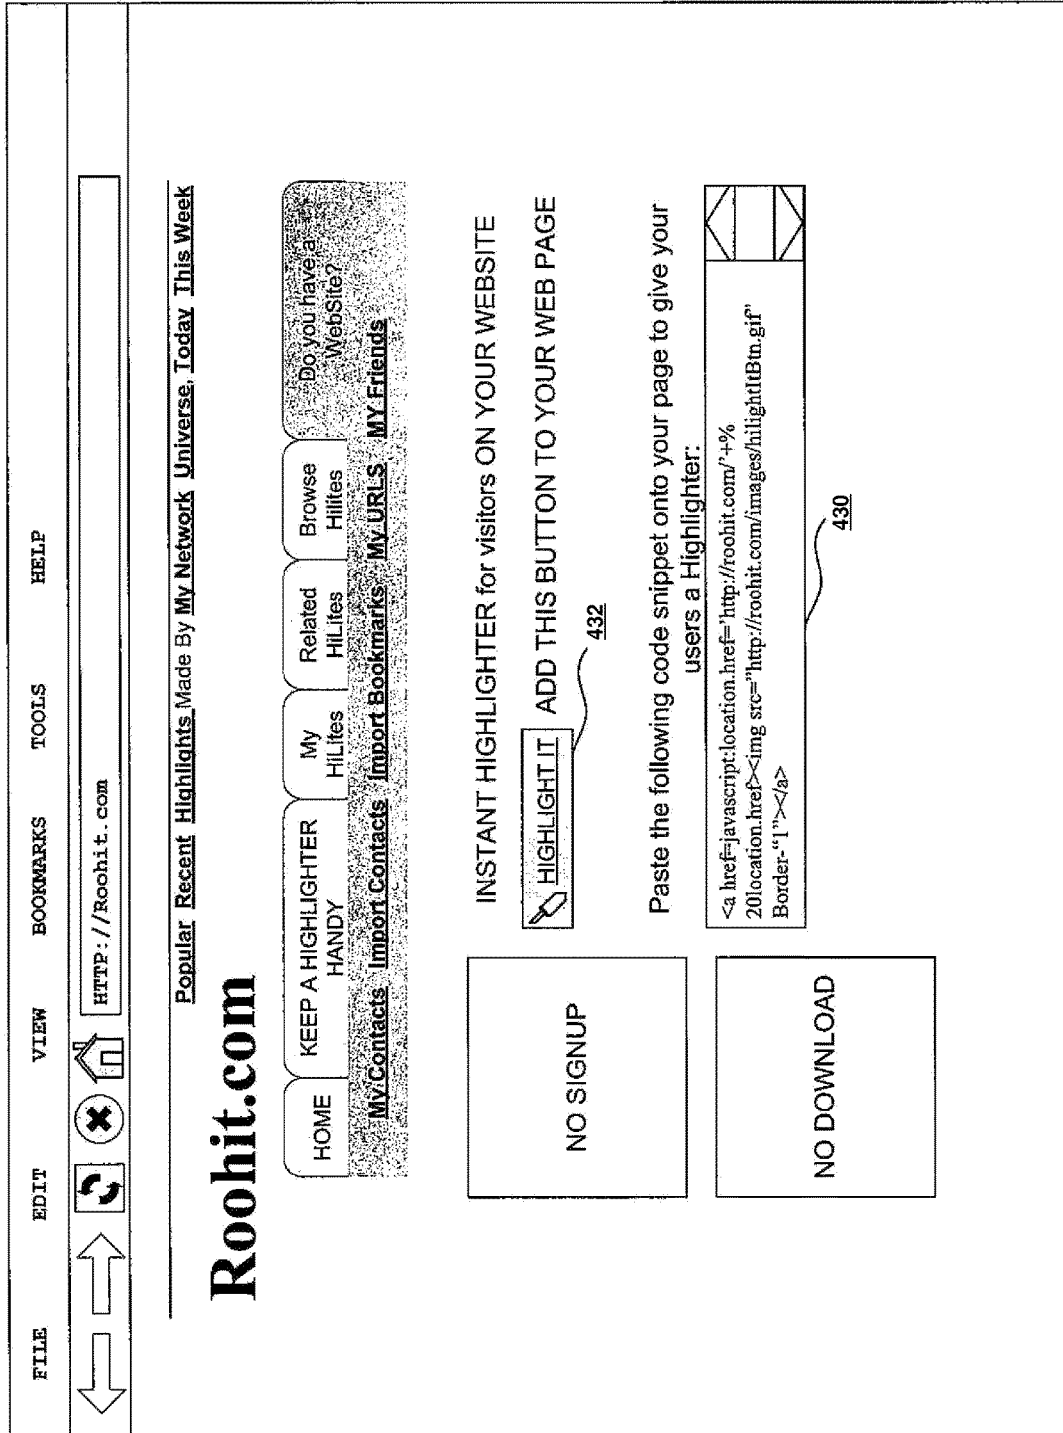 FILE EDIT VIEW BOOKMARKS TOOLS HELP
HTTP://Roohit.com
Popular Recent Highlights Made By My Network Universe, Today This Week
Roohit.com
HOME
KEEP A HIGHLIGHTER
HANDY
My
HiLites
Related
HiLites
Browse
Hilites
Do you have a
WebSite?
My Contacts Import Contacts Import Bookmarks My URLS MY Friends
NO SIGNUP
NO DOWNLOAD
INSTANT HIGHLIGHTER for visitors ON YOUR WEBSITE
HIGHLIGHT IT ADD THIS BUTTON TO YOUR WEB PAGE
432
Paste the following code snippet onto your page to give your
users a Highlighter:
<a href=javascript:location.href='http://roohit.com/'+%
20location.href><img src="http://roohit.com/images/hilightItBtn.gif"
Border-"1"></a>
430